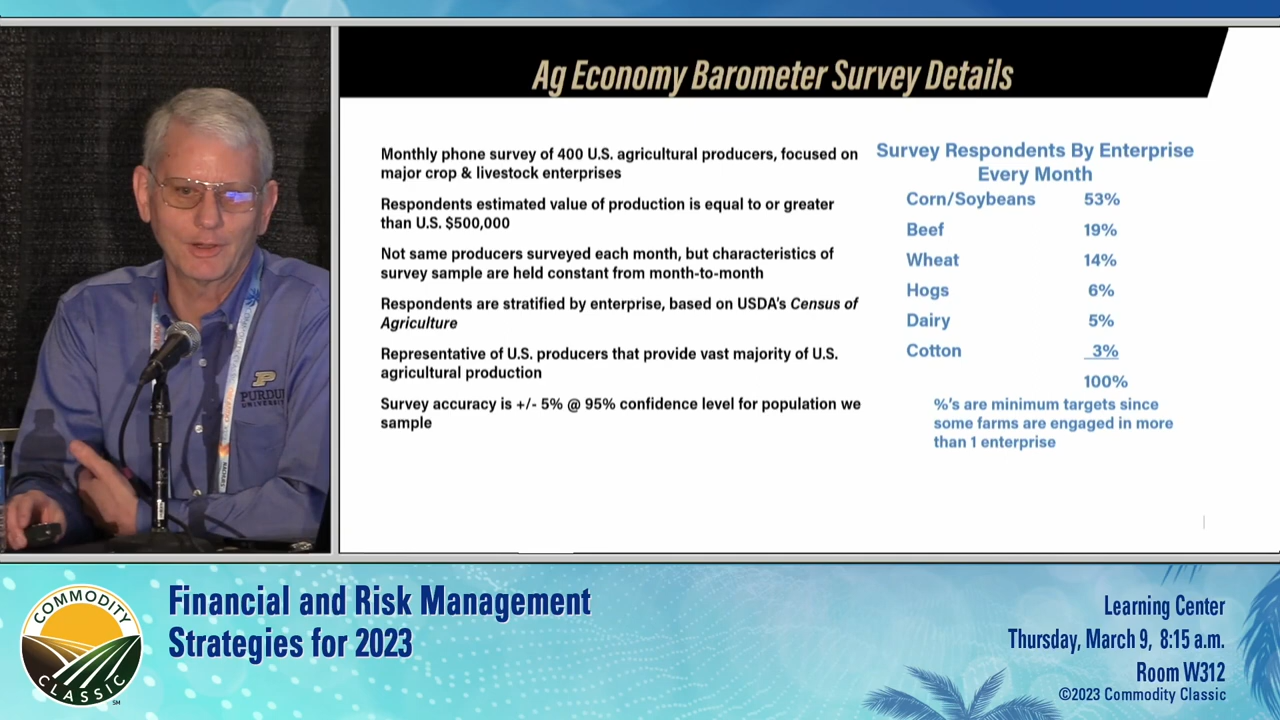 Ag Economy Barometer Survey Details
Monthly phone survey of 400 U.S. agricultural producers, focused on
major crop & livestock enterprises
Respondents estimated value of production is equal to or greater
than U.S. $500,000
Not same producers surveyed each month, but characteristics of
survey sample are held constant from month-to-month
Respondents are stratified by enterprise, based on USDA's Census of
Agriculture
Representative of U.S. producers that provide vast majority of U.S.
agricultural production
Survey accuracy is +/- 5% @ 95% confidence level for population we
sample
Survey Respondents By Enterprise
Every Month
Corn/Soybeans 53%
Beef 19%
Wheat 14%
Hogs 6%
Dairy 5%
Cotton 3%
100%
%'s are minimum targets since
some farms are engaged in more
than 1 enterprise
P
PURDUE
UNIVERSITY
COMMODITY
CLASSIC
SM
Financial and Risk Management
Strategies for 2023
Learning Center
Thursday, March 9, 8:15 a.m.
Room W312
©2023 Commodity Classic